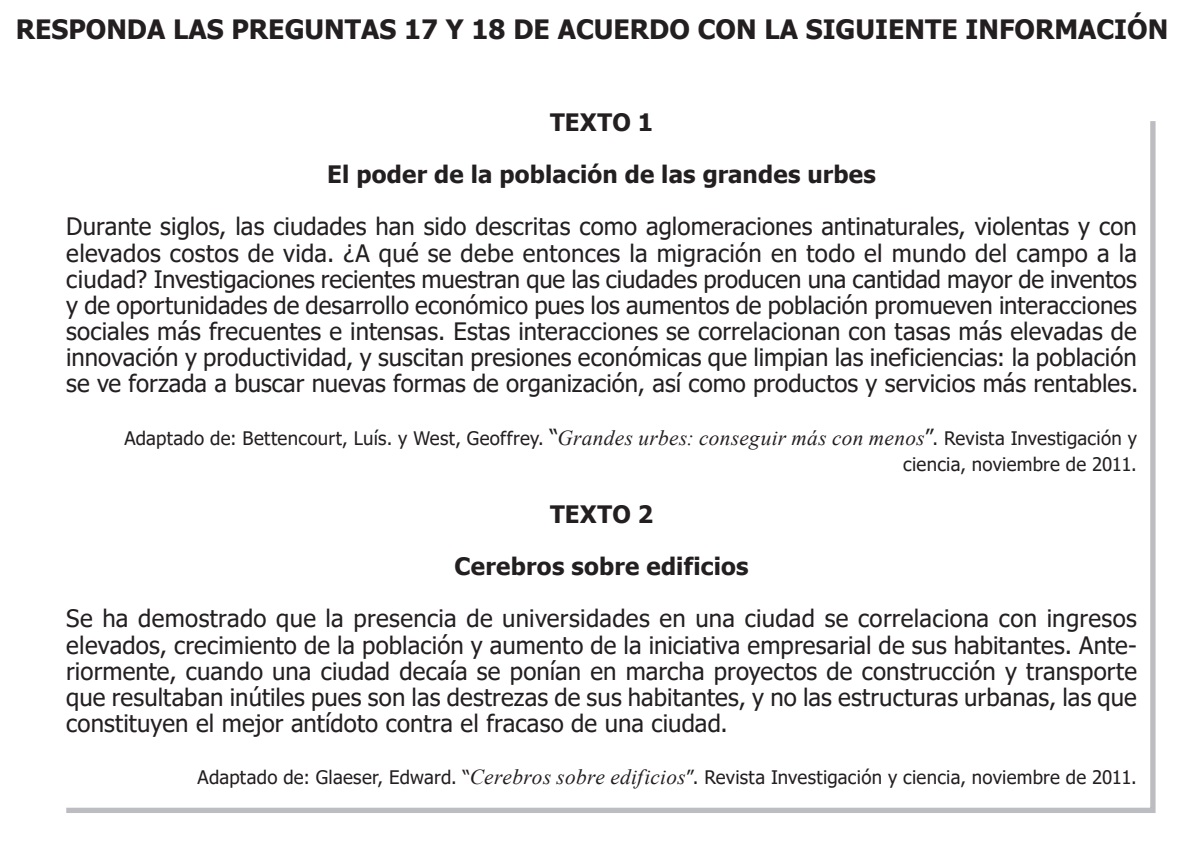 RESPONDA LAS PREGUNTAS 17 Y 18 DE ACUERDO CON LA SIGUIENTE INFORMACIÓN
TEXTO 1
El poder de la población de las grandes urbes
Durante siglos, las ciudades han sido descritas como aglomeraciones antinaturales, violentas y con
elevados costos de vida. ¿A qué se debe entonces la migración en todo el mundo del campo a la
ciudad? Investigaciones recientes muestran que las ciudades producen una cantidad mayor de inventos
y de oportunidades de desarrollo económico pues los aumentos de población promueven interacciones
sociales más frecuentes e intensas. Estas interacciones se correlacionan con tasas más elevadas de
innovación y productividad, y suscitan presiones económicas que limpian las ineficiencias: la población
se ve forzada a buscar nuevas formas de organización, así como productos y servicios más rentables.
Adaptado de: Bettencourt, Luís. y West, Geoffrey. "Grandes urbes: conseguir más con menos". Revista Investigación y
ciencia, noviembre de 2011.
TEXTO 2
Cerebros sobre edificios
Se ha demostrado que la presencia de universidades en una ciudad se correlaciona con ingresos
elevados, crecimiento de la población y aumento de la iniciativa empresarial de sus habitantes. Ante-
riormente, cuando una ciudad decaía se ponían en marcha proyectos de construcción y transporte
que resultaban inútiles pues son las destrezas de sus habitantes, y no las estructuras urbanas, las que
constituyen el mejor antídoto contra el fracaso de una ciudad.
Adaptado de: Glaeser, Edward. "Cerebros sobre edificios". Revista Investigación y ciencia, noviembre de 2011.